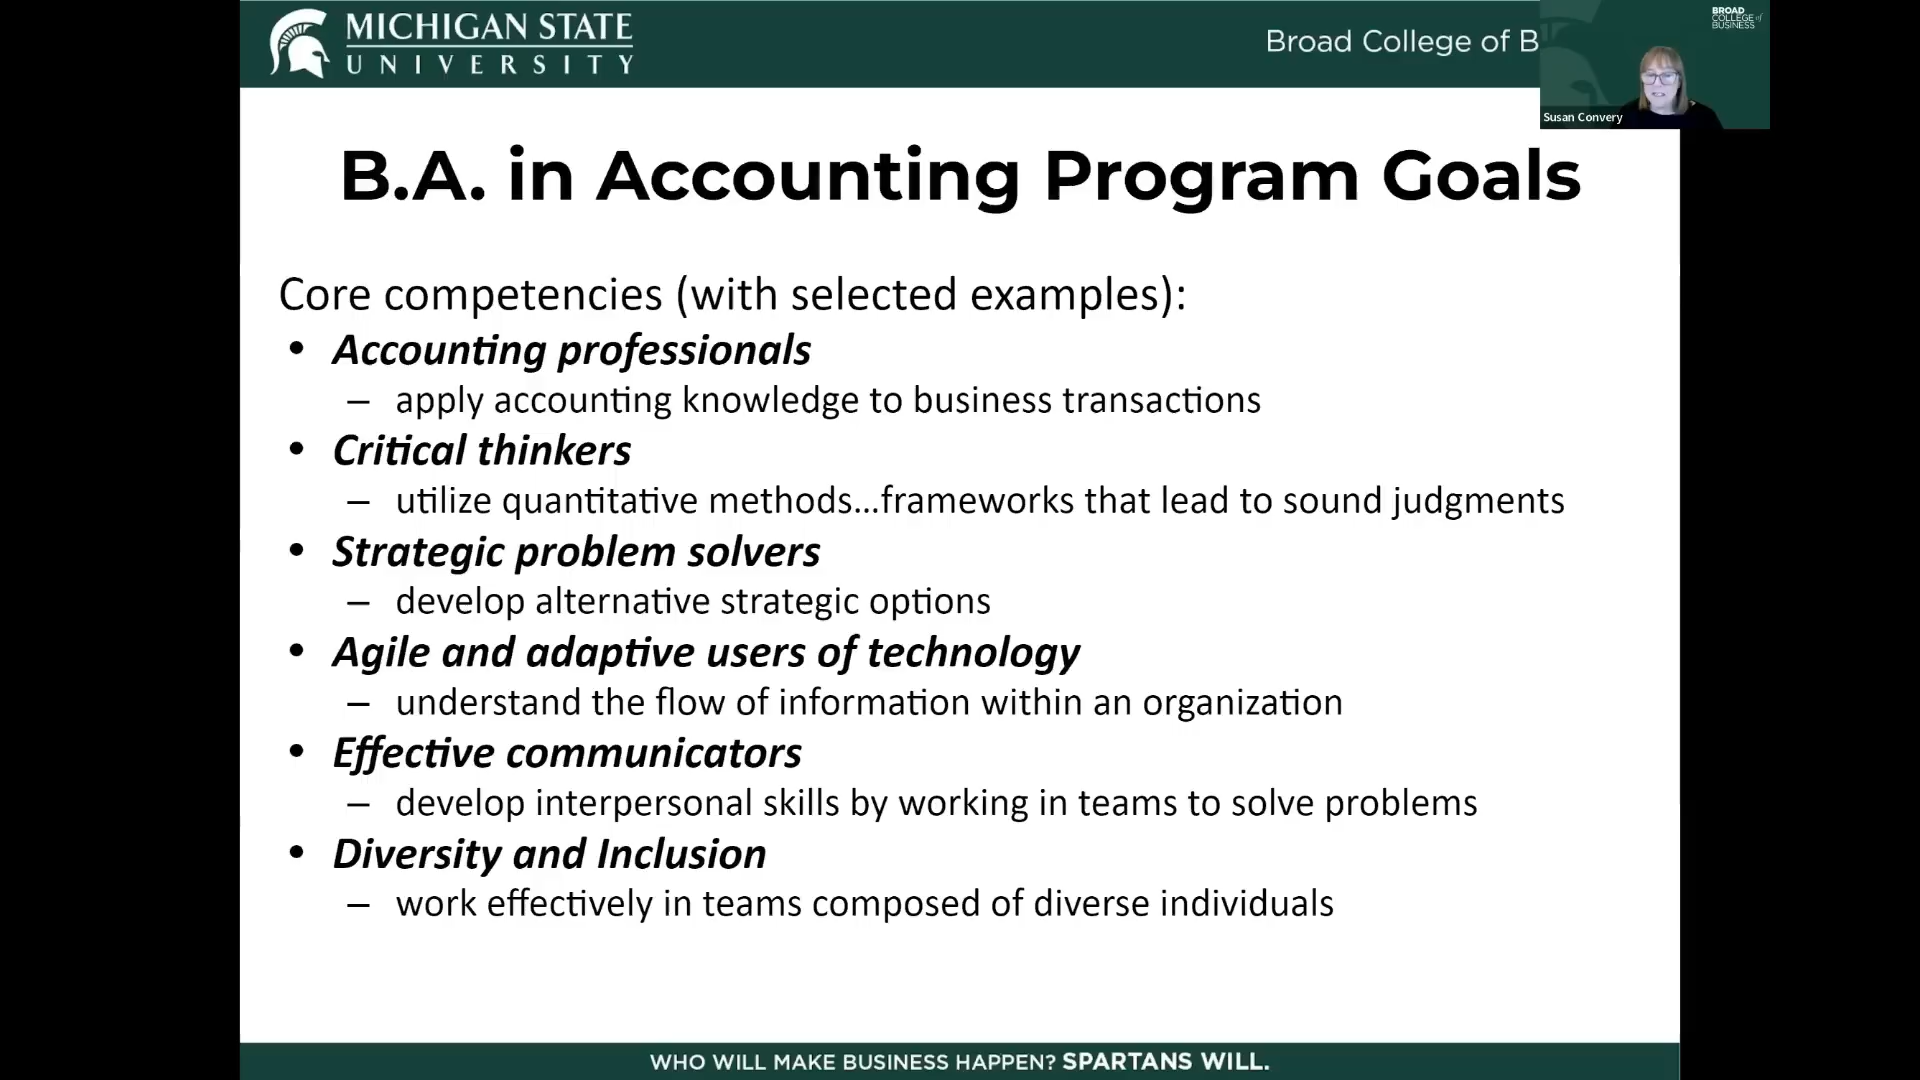 MICHIGAN STATE
UNIVERSITY
Broad College of B
BROAD
COLLEGE of
BUSINESS
Susan Convery
B.A. in Accounting Program Goals
Core competencies (with selected examples):
• Accounting professionals
– apply accounting knowledge to business transactions
• Critical thinkers
– utilize quantitative methods...frameworks that lead to sound judgments
• Strategic problem solvers
– develop alternative strategic options
• Agile and adaptive users of technology
– understand the flow of information within an organization
• Effective communicators
– develop interpersonal skills by working in teams to solve problems
• Diversity and Inclusion
– work effectively in teams composed of diverse individuals
WHO WILL MAKE BUSINESS HAPPEN? SPARTANS WILL.